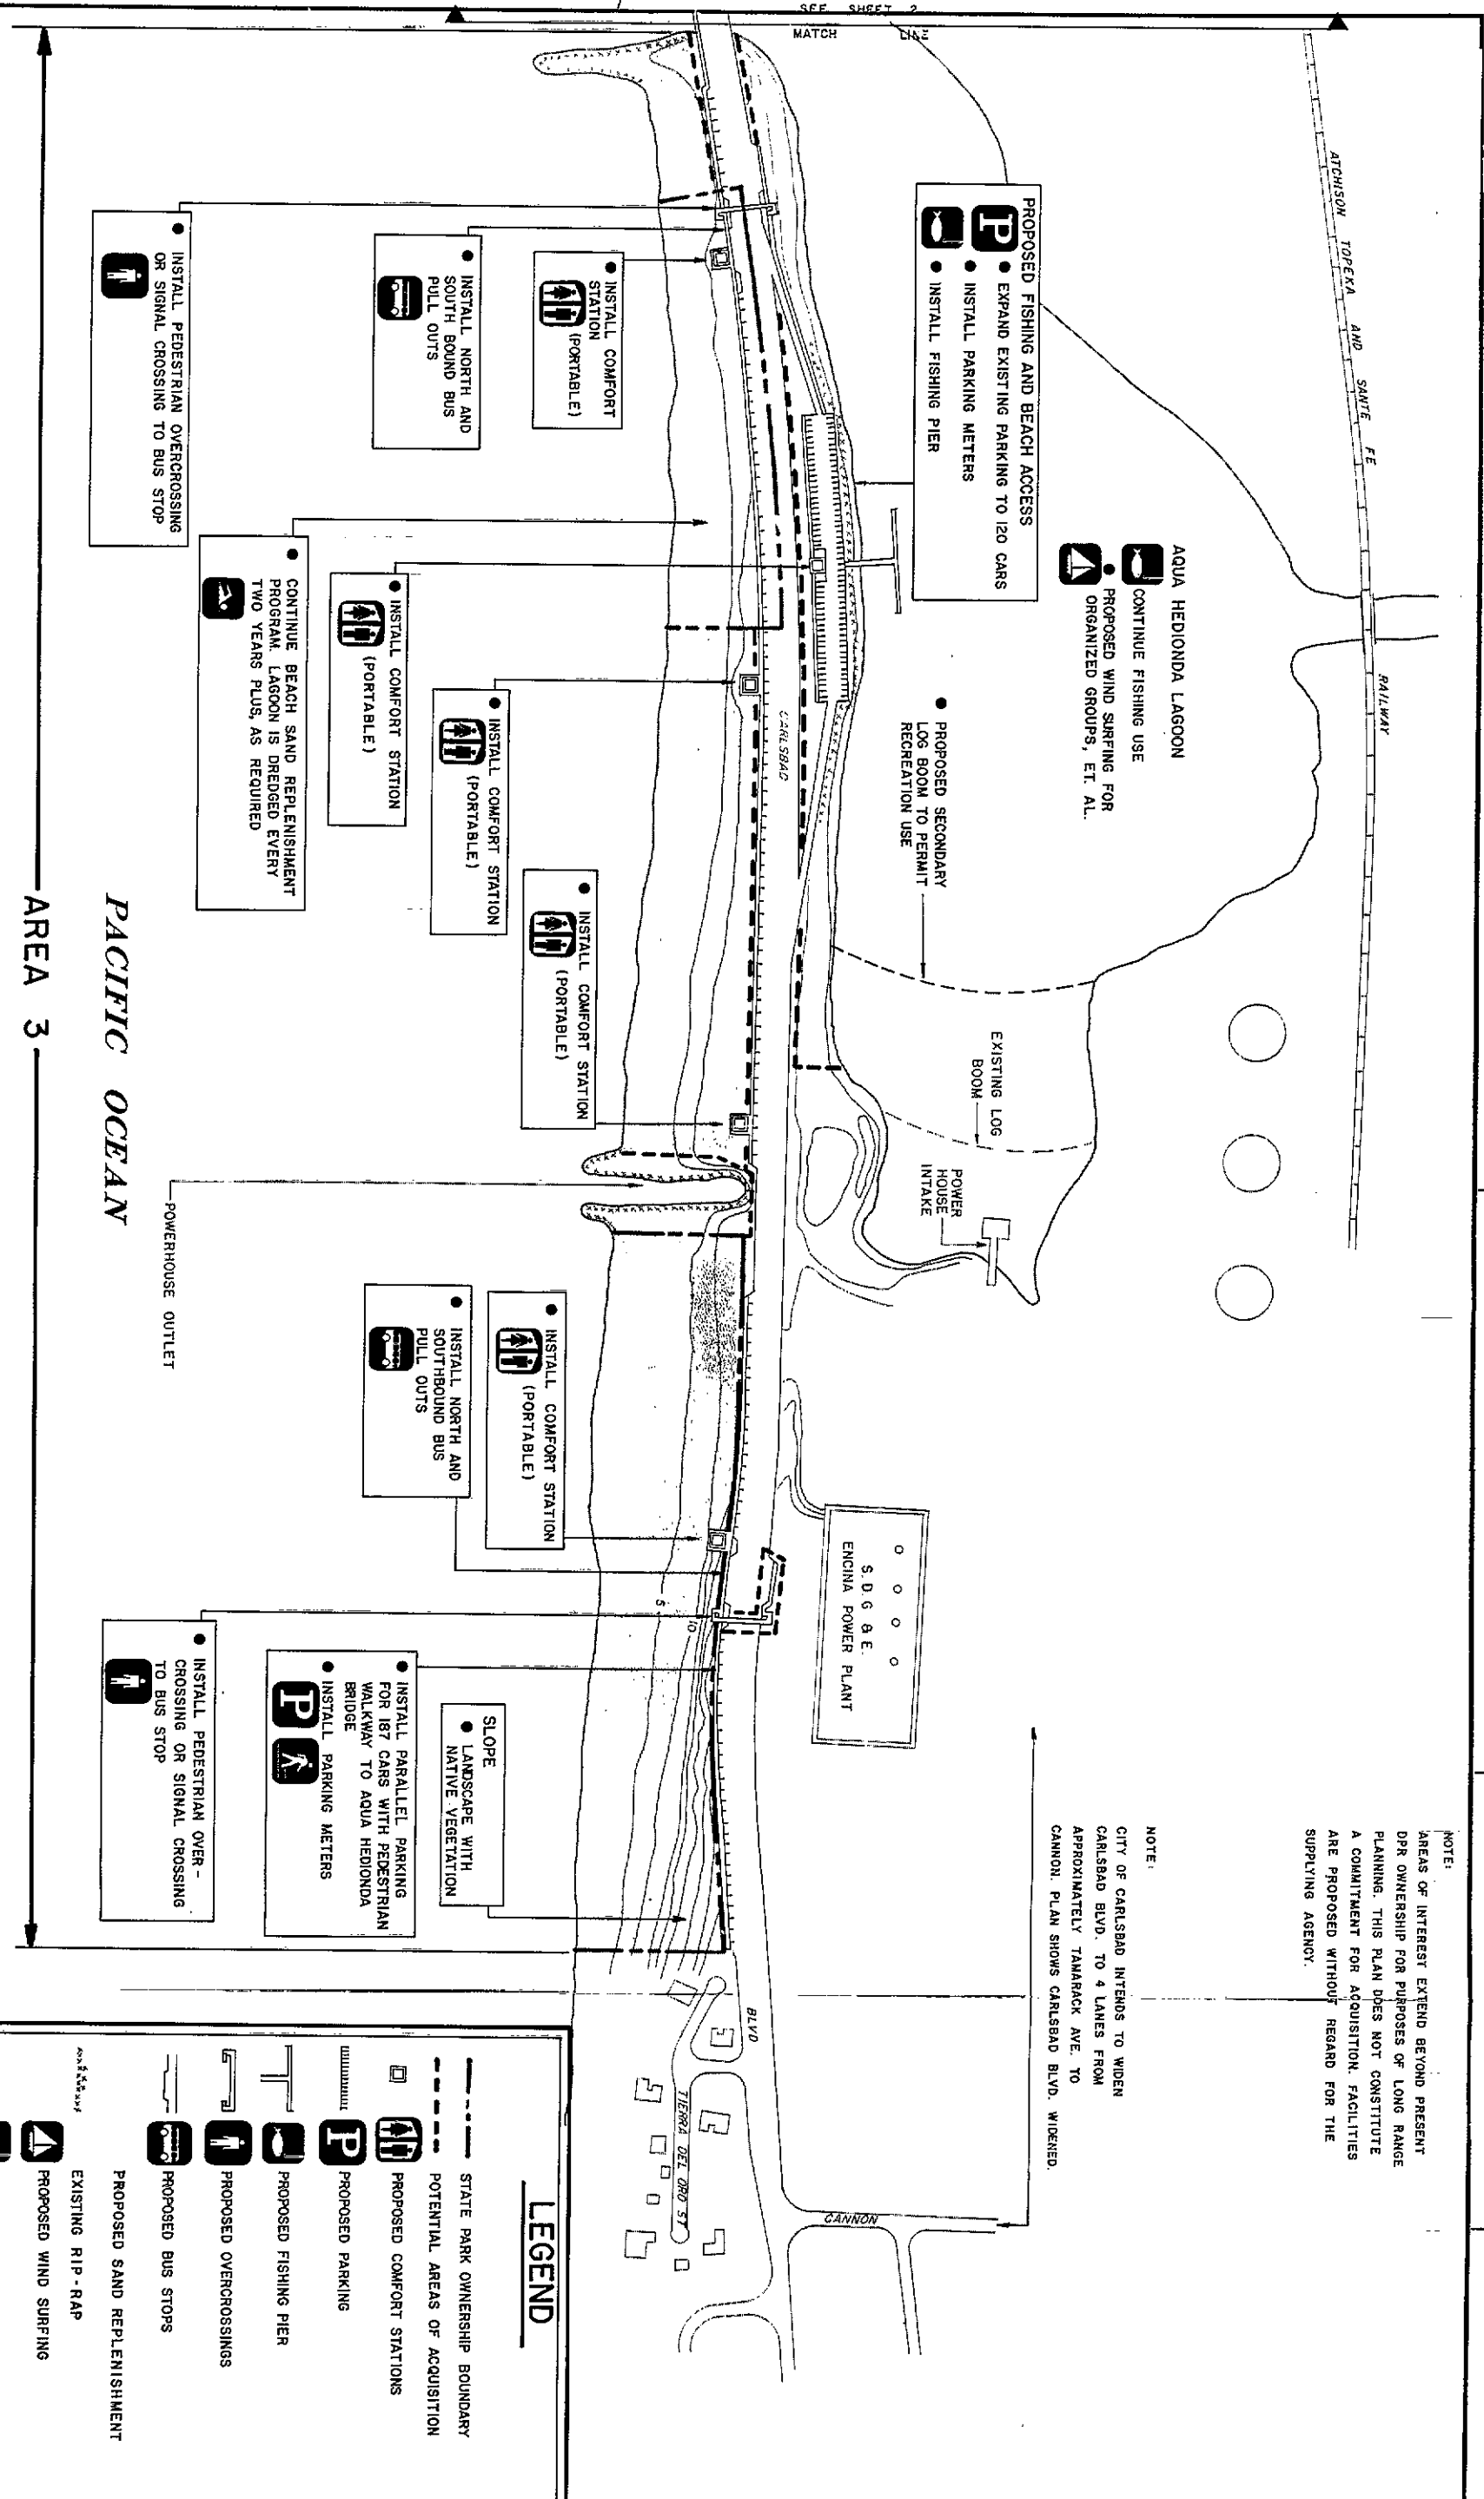 SEE SHEET 2
MATCH LINE
ATCHISON TOPEKA AND SANTE FE RAILWAY
NOTE:
AREAS OF INTEREST EXTEND BEYOND PRESENT
DPR OWNERSHIP FOR PURPOSES OF LONG RANGE
PLANNING. THIS PLAN DOES NOT CONSTITUTE
A COMMITMENT FOR ACQUISITION. FACILITIES
ARE PROPOSED WITHOUT REGARD FOR THE
SUPPLYING AGENCY.
NOTE:
CITY OF CARLSBAD INTENDS TO WIDEN
CARLSBAD BLVD. TO 4 LANES FROM
APPROXIMATELY TAMARACK AVE. TO
CANNON. PLAN SHOWS CARLSBAD BLVD. WIDENED.
AQUA HEDIONDA LAGOON
CONTINUE FISHING USE
● PROPOSED WIND SURFING FOR
ORGANIZED GROUPS, ET. AL.
PROPOSED FISHING AND BEACH ACCESS
P ● EXPAND EXISTING PARKING TO 120 CARS
● INSTALL PARKING METERS
● INSTALL FISHING PIER
● PROPOSED SECONDARY
LOG BOOM TO PERMIT
RECREATION USE
EXISTING LOG
BOOM
POWER
HOUSE
INTAKE
S.D.G & E.
ENCINA POWER PLANT
CARLSBAD
BLVD
CANNON
TIERRA DEL ORO ST
5
10
● INSTALL COMFORT
STATION
(PORTABLE)
● INSTALL NORTH AND
SOUTH BOUND BUS
PULL OUTS
● INSTALL PEDESTRIAN OVERCROSSING
OR SIGNAL CROSSING TO BUS STOP
● INSTALL COMFORT STATION
(PORTABLE)
● INSTALL COMFORT STATION
(PORTABLE)
● INSTALL COMFORT STATION
(PORTABLE)
● CONTINUE BEACH SAND REPLENISHMENT
PROGRAM. LAGOON IS DREDGED EVERY
TWO YEARS PLUS, AS REQUIRED
POWERHOUSE OUTLET
● INSTALL COMFORT STATION
(PORTABLE)
● INSTALL NORTH AND
SOUTHBOUND BUS
PULL OUTS
SLOPE
● LANDSCAPE WITH
NATIVE VEGETATION
● INSTALL PARALLEL PARKING
FOR 187 CARS WITH PEDESTRIAN
WALKWAY TO AQUA HEDIONDA
BRIDGE
● INSTALL PARKING METERS
P
● INSTALL PEDESTRIAN OVER-
CROSSING OR SIGNAL CROSSING
TO BUS STOP
PACIFIC OCEAN
AREA 3
LEGEND
STATE PARK OWNERSHIP BOUNDARY
POTENTIAL AREAS OF ACQUISITION
PROPOSED COMFORT STATIONS
P PROPOSED PARKING
PROPOSED FISHING PIER
PROPOSED OVERCROSSINGS
PROPOSED BUS STOPS
PROPOSED SAND REPLENISHMENT
EXISTING RIP-RAP
PROPOSED WIND SURFING